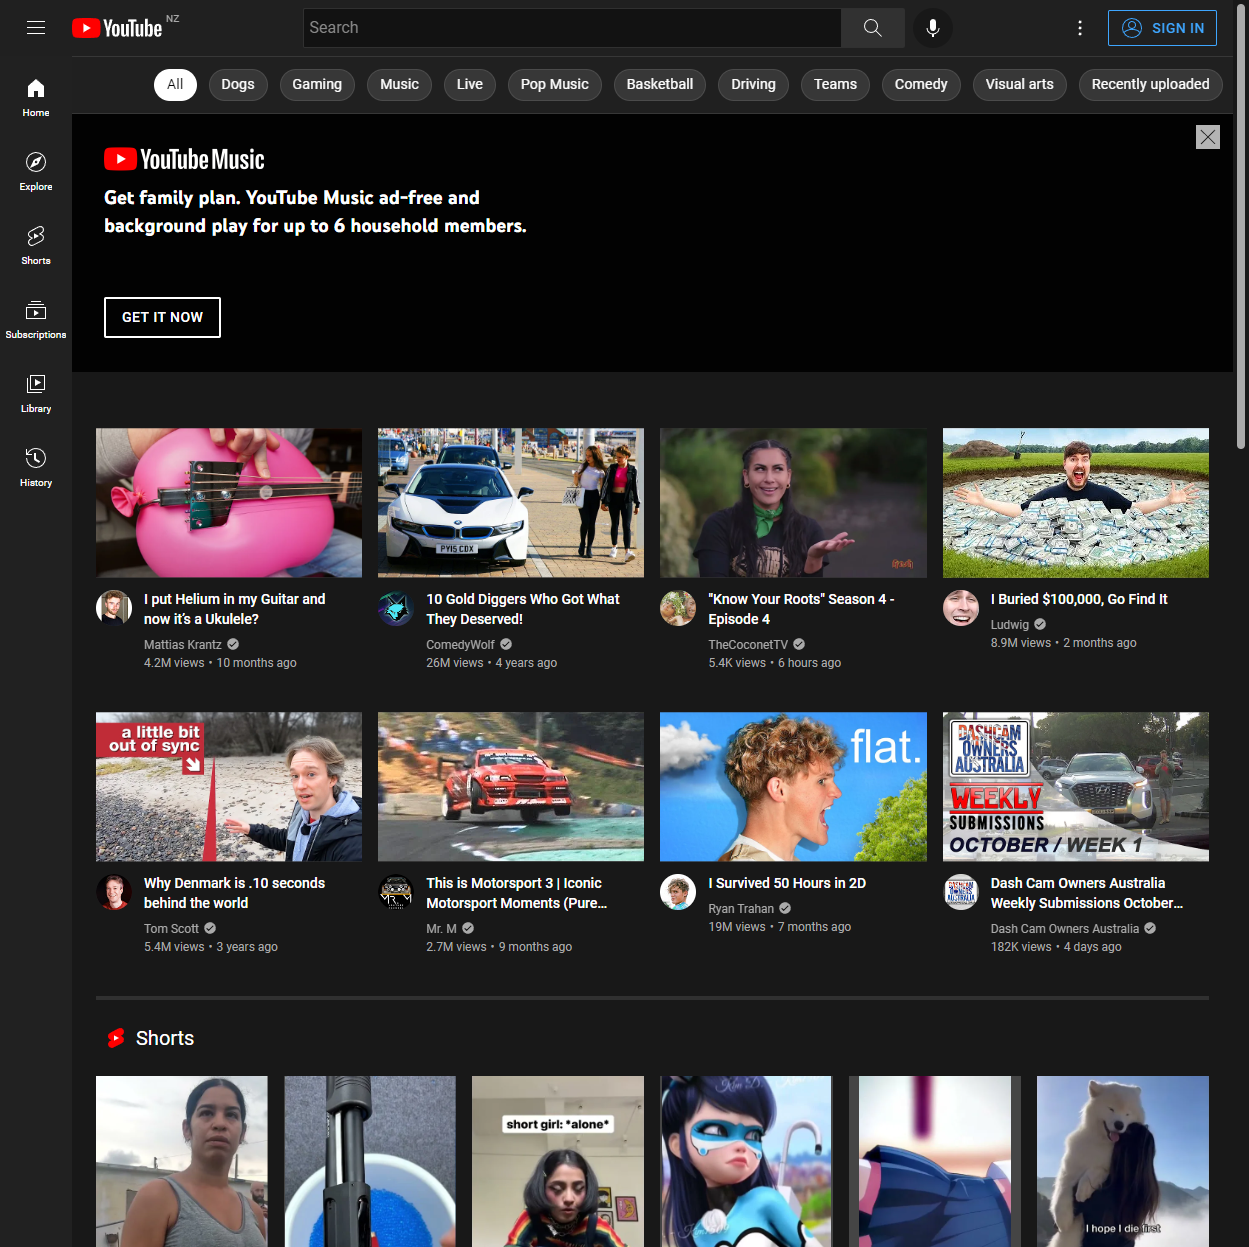 YouTube NZ
Search
SIGN IN
All
Dogs
Gaming
Music
Live
Pop Music
Basketball
Driving
Teams
Comedy
Visual arts
Recently uploaded
Home
Explore
Shorts
Subscriptions
Library
History
YouTube Music
Get family plan. YouTube Music ad-free and
background play for up to 6 household members.
GET IT NOW
PY15 CDX
I put Helium in my Guitar and
now it's a Ukulele?
Mattias Krantz
4.2M views • 10 months ago
10 Gold Diggers Who Got What
They Deserved!
ComedyWolf
26M views • 4 years ago
"Know Your Roots" Season 4 -
Episode 4
TheCoconetTV
5.4K views • 6 hours ago
I Buried $100,000, Go Find It
Ludwig
8.9M views • 2 months ago
a little bit
out of sync
flat.
DASHCAM
OWNERS
AUSTRALIA
WEEKLY
SUBMISSIONS
OCTOBER / WEEK 1
Why Denmark is .10 seconds
behind the world
Tom Scott
5.4M views • 3 years ago
This is Motorsport 3 | Iconic
Motorsport Moments (Pure...
Mr. M
2.7M views • 9 months ago
I Survived 50 Hours in 2D
Ryan Trahan
19M views • 7 months ago
Dash Cam Owners Australia
Weekly Submissions October...
Dash Cam Owners Australia
182K views • 4 days ago
Shorts
short girl: *alone*
I hope I die first